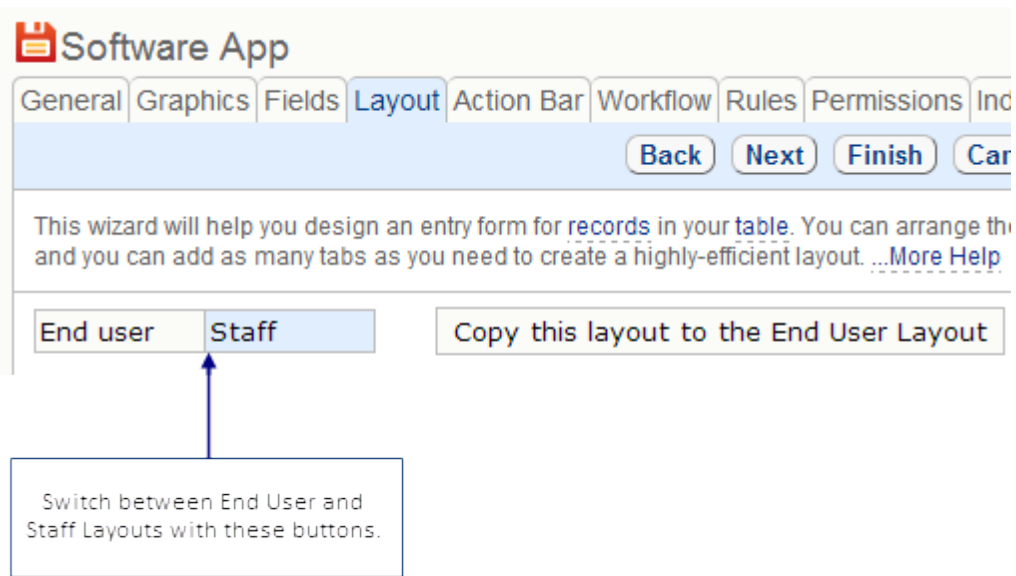 Software App
General Graphics Fields Layout Action Bar Workflow Rules Permissions Ind
Back Next Finish Can
This wizard will help you design an entry form for records in your table. You can arrange the
and you can add as many tabs as you need to create a highly-efficient layout. ...More Help
End user Staff Copy this layout to the End User Layout
Switch between End User and
Staff Layouts with these buttons.